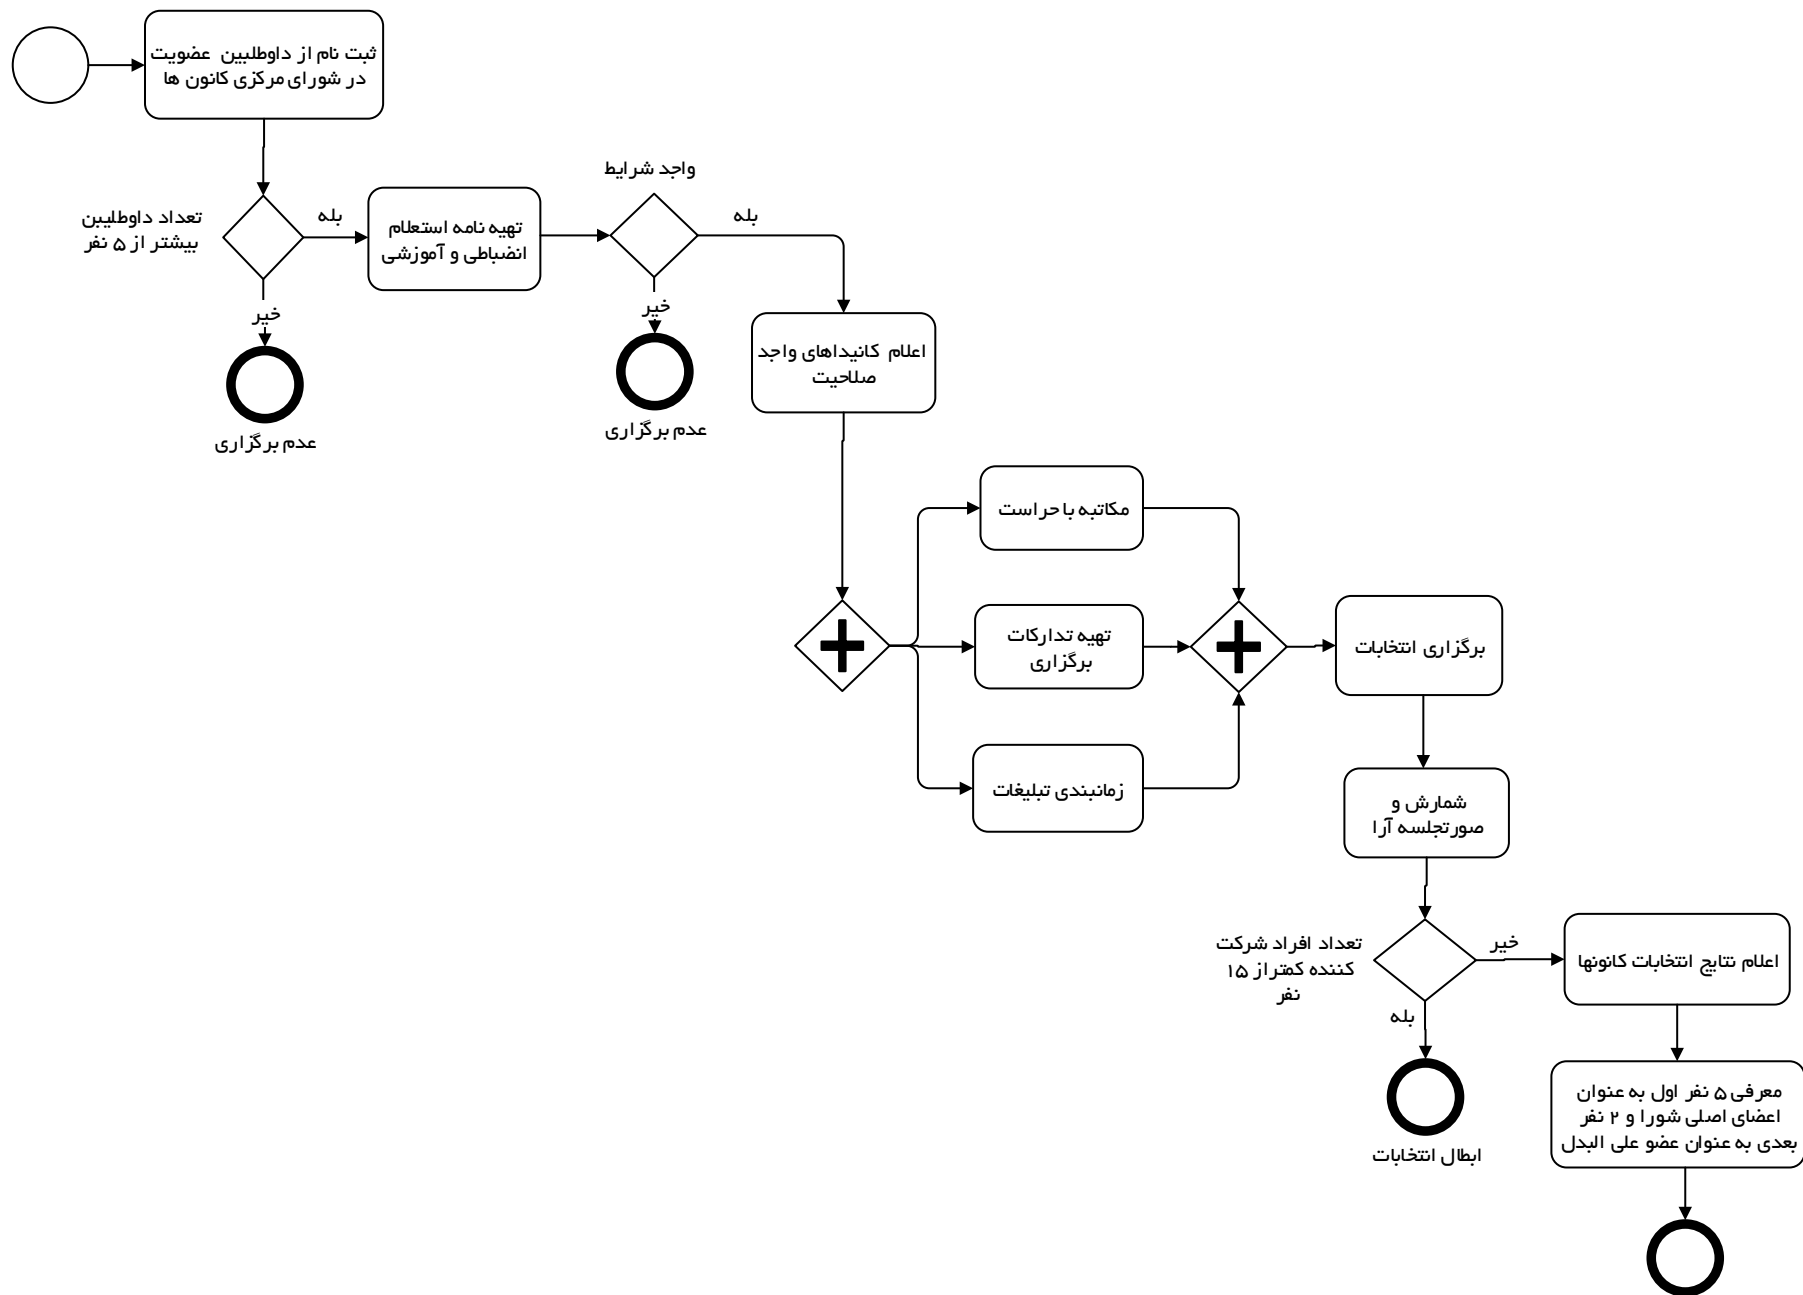 ثبت نام از داوطلبین عضویت
در شورای مرکزی کانون ها
تعداد داوطلیبن
بیشتر از ۵ نفر
بله
خیر
عدم برگزاری
تهیه نامه استعلام
انضباطی و آموزشی
واجد شرایط
بله
خیر
عدم برگزاری
اعلام کانیداهای واجد
صلاحیت
مکاتبه با حراست
تهیه تدارکات
برگزاری
زمانبندی تبلیغات
برگزاری انتخابات
شمارش و
صورتجلسه آرا
تعداد افراد شرکت
کننده کمتراز ۱۵
نفر
خیر
بله
ابطال انتخابات
اعلام نتایج انتخابات کانونها
معرفی ۵ نفر اول به عنوان
اعضای اصلی شورا و ۲ نفر
بعدی به عنوان عضو علی البدل